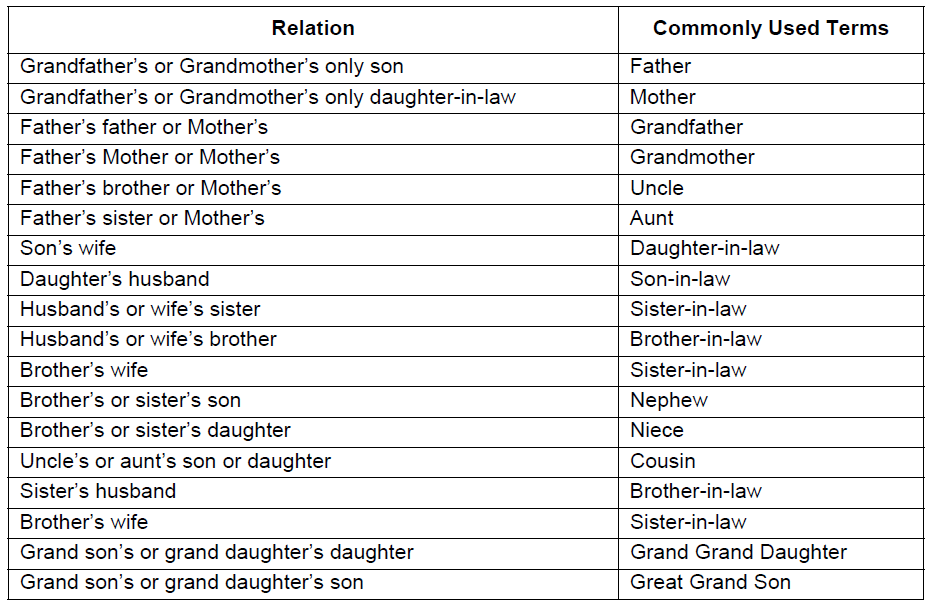 Relation Commonly Used Terms
Grandfather’s or Grandmother’s only son Father
Grandfather’s or Grandmother’s only daughter-in-law Mother
Father’s father or Mother’s Grandfather
Father’s Mother or Mother’s Grandmother
Father’s brother or Mother’s Uncle
Father’s sister or Mother’s Aunt
Son’s wife Daughter-in-law
Daughter’s husband Son-in-law
Husband’s or wife’s sister Sister-in-law
Husband’s or wife’s brother Brother-in-law
Brother’s wife Sister-in-law
Brother’s or sister’s son Nephew
Brother’s or sister’s daughter Niece
Uncle’s or aunt’s son or daughter Cousin
Sister’s husband Brother-in-law
Brother’s wife Sister-in-law
Grand son’s or grand daughter’s daughter Grand Grand Daughter
Grand son’s or grand daughter’s son Great Grand Son